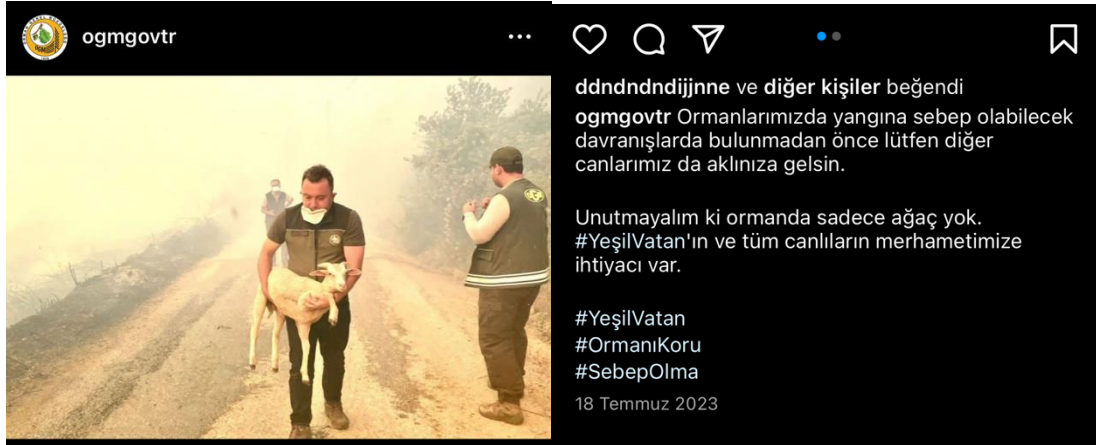 ogmgovtr
ddndndndijjnne ve diğer kişiler beğendi
ogmgovtr Ormanlarımızda yangına sebep olabilecek
davranışlarda bulunmadan önce lütfen diğer
canlarımız da aklınıza gelsin.
Unutmayalım ki ormanda sadece ağaç yok.
#YeşilVatan'ın ve tüm canlıların merhametimize
ihtiyacı var.
#YeşilVatan
#OrmanıKoru
#SebepOlma
18 Temmuz 2023